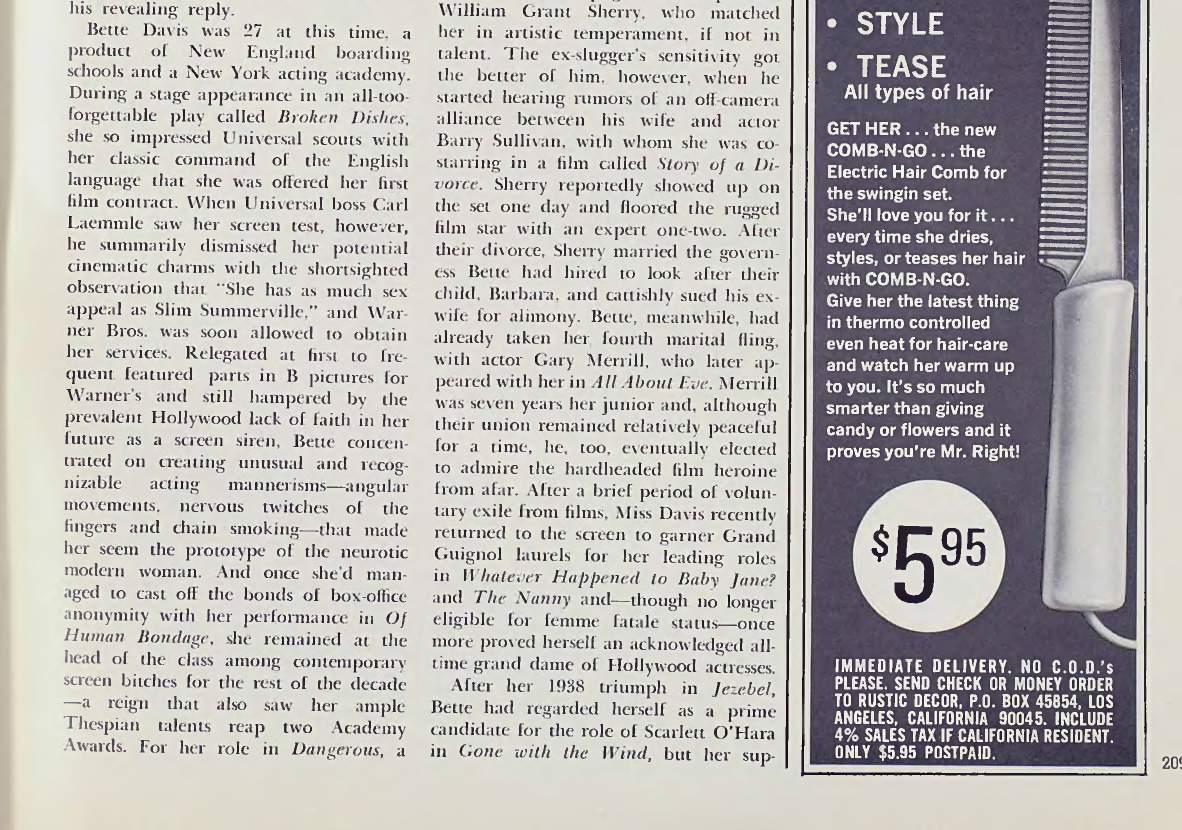 his revealing reply.
Bette Davis was 27 at this time, a
product of New England boarding
schools and a New York acting academy.
During a stage appearance in an all-too-
forgettable play called Broken Dishes,
she so impressed Universal scouts with
her classic command of the English
language that she was offered her first
film contract. When Universal boss Carl
Laemmle saw her screen test, however,
he summarily dismissed her potential
cinematic charms with the shortsighted
observation that "She has as much sex
appeal as Slim Summerville," and War-
ner Bros. was soon allowed to obtain
her services. Relegated at first to fre-
quent featured parts in B pictures for
Warner's and still hampered by the
prevalent Hollywood lack of faith in her
future as a screen siren, Bette concen-
trated on creating unusual and recog-
nizable acting mannerisms—angular
movements, nervous twitches of the
fingers and chain smoking—that made
her seem the prototype of the neurotic
modern woman. And once she'd man-
aged to cast off the bonds of box-office
anonymity with her performance in Of
Human Bondage, she remained at the
head of the class among contemporary
screen bitches for the rest of the decade
—a reign that also saw her ample
Thespian talents reap two Academy
Awards. For her role in Dangerous, a
William Grant Sherry, who matched
her in artistic temperament, if not in
talent. The ex-slugger's sensitivity got
the better of him, however, when he
started hearing rumors of an off-camera
alliance between his wife and actor
Barry Sullivan, with whom she was co-
starring in a film called Story of a Di-
vorce. Sherry reportedly showed up on
the set one day and floored the rugged
film star with an expert one-two. After
their divorce, Sherry married the govern-
ess Bette had hired to look after their
child, Barbara, and cattishly sued his ex-
wife for alimony. Bette, meanwhile, had
already taken her fourth marital fling,
with actor Gary Merrill, who later ap-
peared with her in All About Eve. Merrill
was seven years her junior and, although
their union remained relatively peaceful
for a time, he, too, eventually elected
to admire the hardheaded film heroine
from afar. After a brief period of volun-
tary exile from films, Miss Davis recently
returned to the screen to garner Grand
Guignol laurels for her leading roles
in Whatever Happened to Baby Jane?
and The Nanny and—though no longer
eligible for femme fatale status—once
more proved herself an acknowledged all-
time grand dame of Hollywood actresses.
After her 1938 triumph in Jezebel,
Bette had regarded herself as a prime
candidate for the role of Scarlett O'Hara
in Gone with the Wind, but her sup-
• STYLE
• TEASE
All types of hair
GET HER . . . the new
COMB-N-GO . . . the
Electric Hair Comb for
the swingin set.
She'll love you for it . . .
every time she dries,
styles, or teases her hair
with COMB-N-GO.
Give her the latest thing
in thermo controlled
even heat for hair-care
and watch her warm up
to you. It's so much
smarter than giving
candy or flowers and it
proves you're Mr. Right!
$5 95
IMMEDIATE DELIVERY. NO C.O.D.'s
PLEASE. SEND CHECK OR MONEY ORDER
TO RUSTIC DECOR, P.O. BOX 45854, LOS
ANGELES, CALIFORNIA 90045. INCLUDE
4% SALES TAX IF CALIFORNIA RESIDENT.
ONLY $5.95 POSTPAID.
209